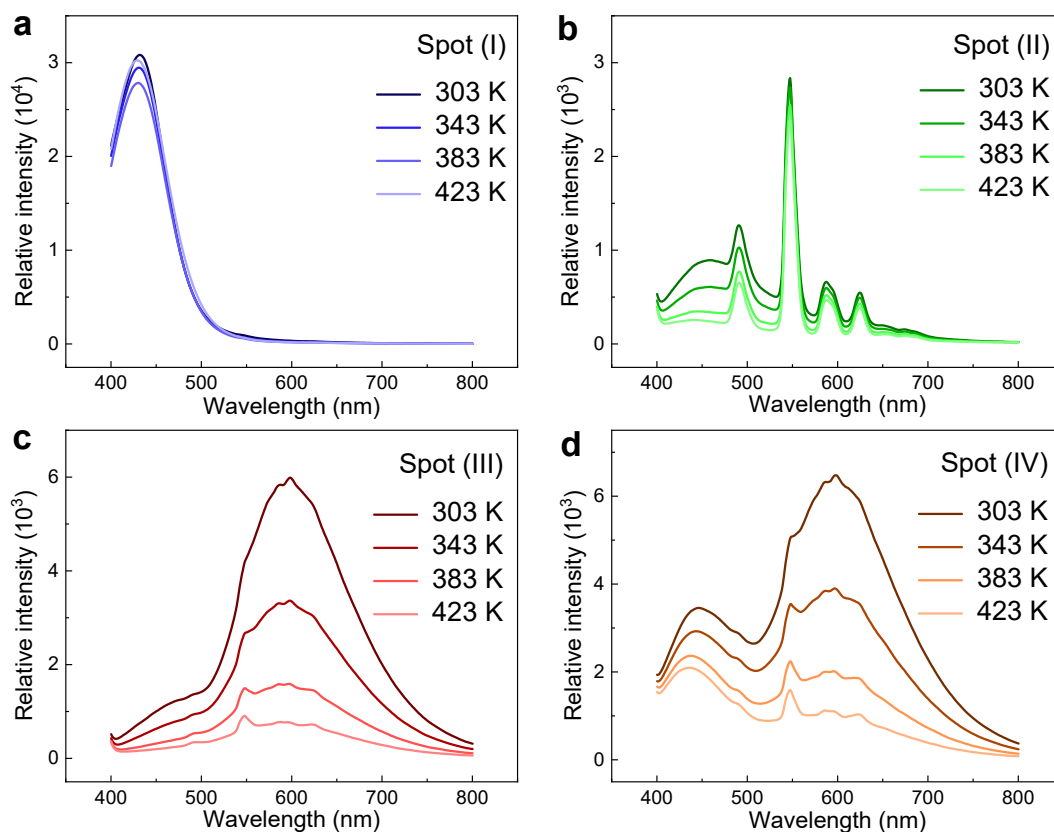 a
Spot (I)
303 K
343 K
383 K
423 K
Relative intensity (10⁴)
3
2
1
0
400 500 600 700 800
Wavelength (nm)
b
Spot (II)
303 K
343 K
383 K
423 K
Relative intensity (10³)
3
2
1
0
400 500 600 700 800
Wavelength (nm)
c
Spot (III)
303 K
343 K
383 K
423 K
Relative intensity (10³)
6
4
2
0
400 500 600 700 800
Wavelength (nm)
d
Spot (IV)
303 K
343 K
383 K
423 K
Relative intensity (10³)
6
4
2
0
400 500 600 700 800
Wavelength (nm)